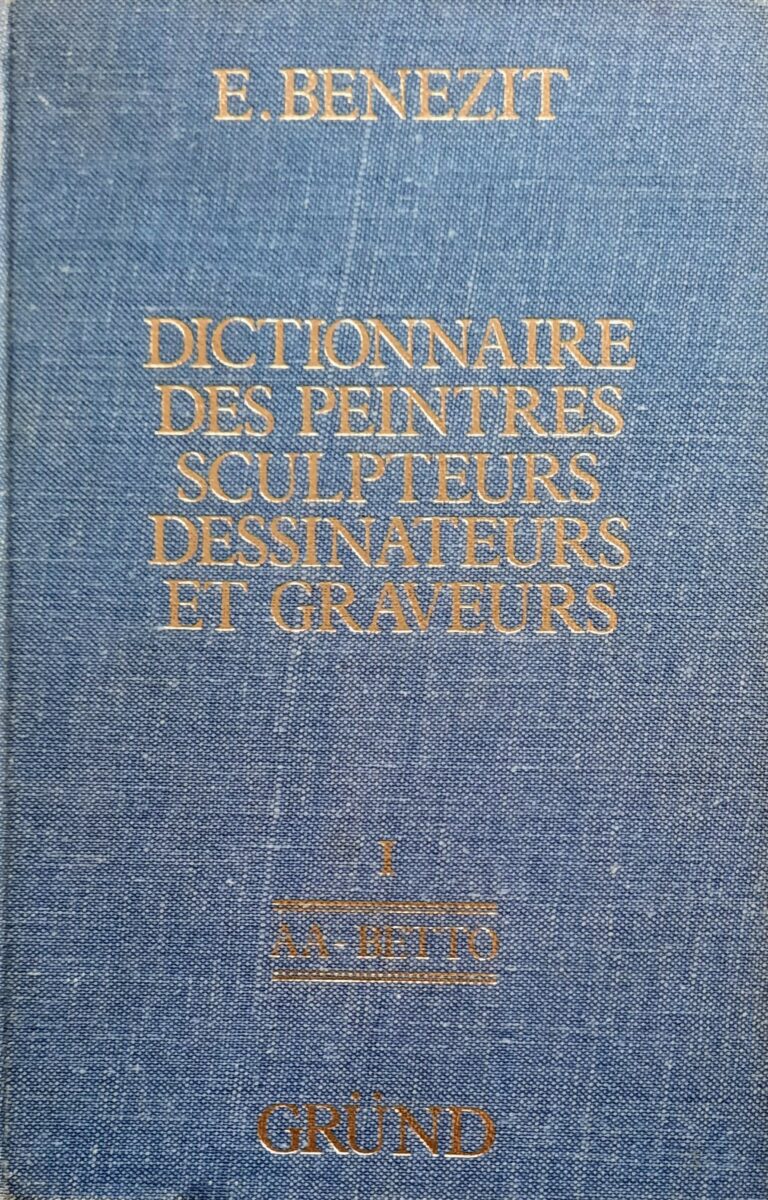 E. BENEZIT
DICTIONNAIRE
DES PEINTRES
SCULPTEURS
DESSINATEURS
ET GRAVEURS
I
AA-BETTO
GRÜND